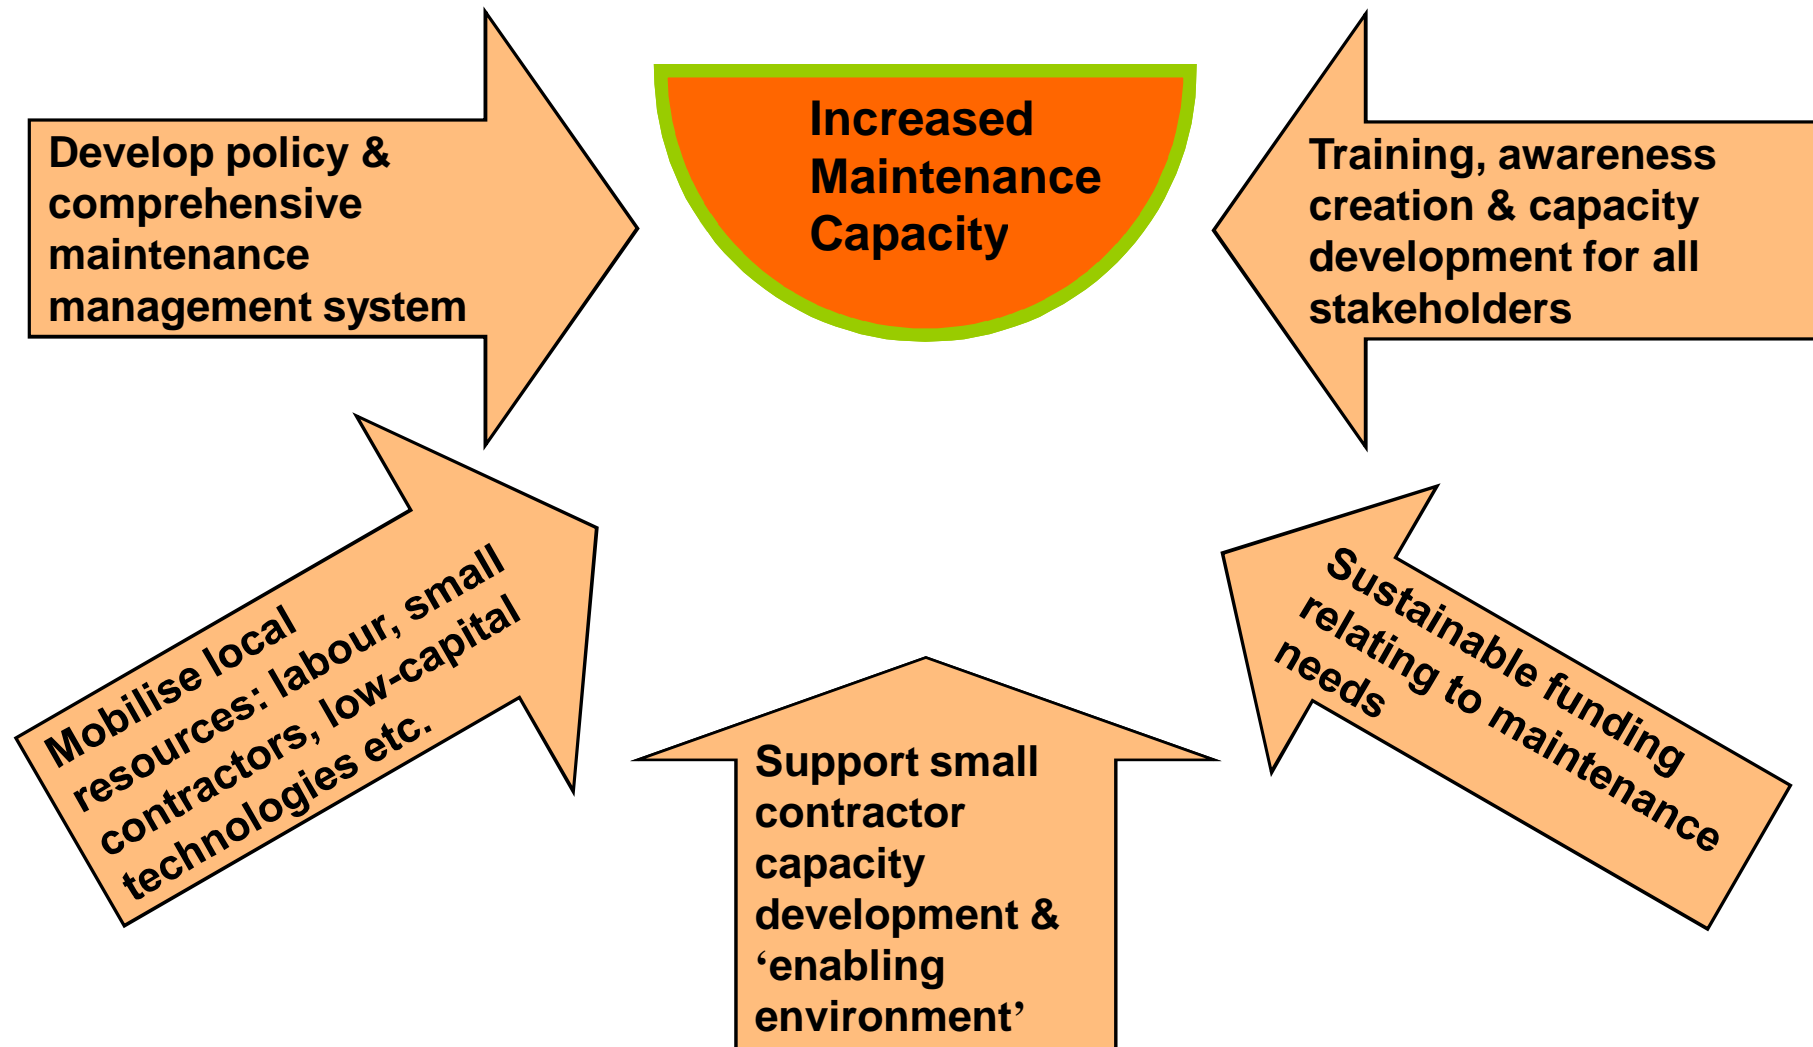 Develop policy &
comprehensive
maintenance
management system
Increased
Maintenance
Capacity
Training, awareness
creation & capacity
development for all
stakeholders
Mobilise local
resources: labour, small
contractors, low-capital
technologies etc.
Support small
contractor
capacity
development &
‘enabling
environment’
Sustainable funding
relating to maintenance
needs